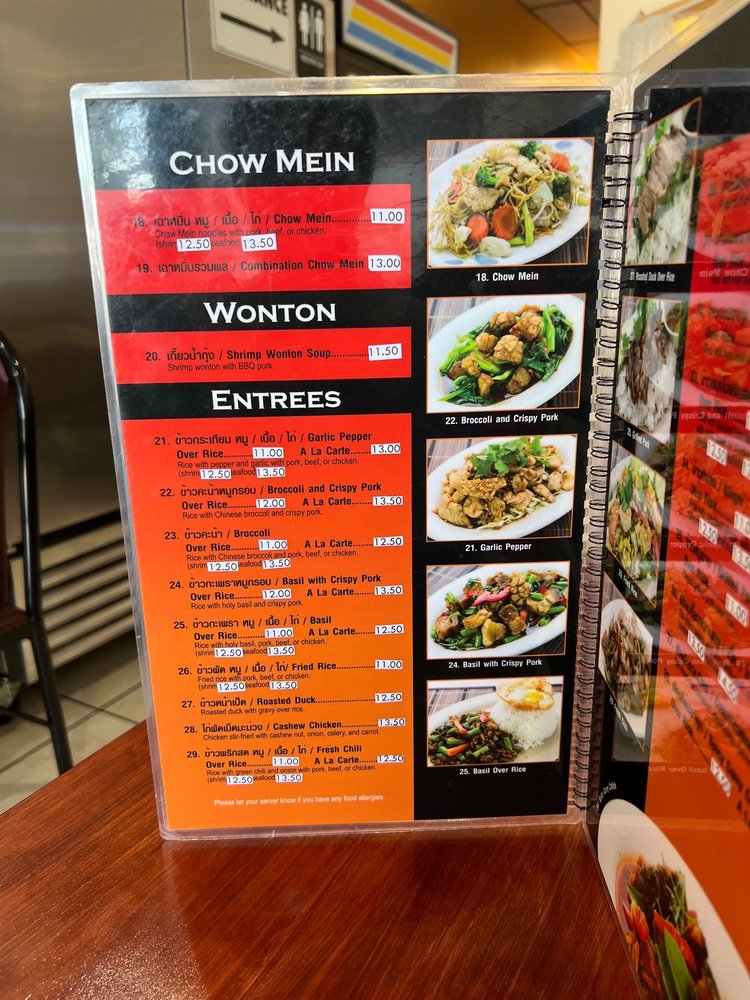 ANCE
CHOW MEIN
18. เฉาหมิ่น หมู / เนื้อ / ไก่ / Chow Mein.............11.00
Chow Mein noodles with pork, beef, or chicken.
(shrim 12.50 seafood 13.50
19. เฉาหมิ่นรวมพล / Combination Chow Mein 13.00
WONTON
20. เกี๊ยวน้ำกุ้ง / Shrimp Wonton Soup.............11.50
Shrimp wonton with BBQ pork.
ENTREES
21. ข้าวกระเทียม หมู / เนื้อ / ไก่ / Garlic Pepper
Over Rice..........11.00 A La Carte.......13.00
Rice with pepper and garlic with pork, beef, or chicken.
(shrim 12.50 seafood 13.50
22. ข้าวคะน้าหมูกรอบ / Broccoli and Crispy Pork
Over Rice..........12.00 A La Carte.......13.50
Rice with Chinese broccoli and crispy pork.
23. ข้าวคะน้า / Broccoli
Over Rice..........11.00 A La Carte.......12.50
Rice with Chinese broccoli and pork, beef, or chicken.
(shrim 12.50 seafood 13.50
24. ข้าวกะเพราหมูกรอบ / Basil with Crispy Pork
Over Rice..........12.00 A La Carte.......13.50
Rice with holy basil and crispy pork.
25. ข้าวกะเพรา หมู / เนื้อ / ไก่ / Basil
Over Rice..........11.00 A La Carte.......12.50
Rice with holy basil, pork, beef, or chicken.
(shrim 12.50 seafood 13.50
26. ข้าวผัด หมู / เนื้อ / ไก่/ Fried Rice.............11.00
Fried rice with pork, beef, or chicken.
(shrim 12.50 seafood 13.50
27. ข้าวหน้าเป็ด / Roasted Duck....................12.50
Roasted duck with gravy over rice.
28. ไก่ผัดเม็ดมะม่วง / Cashew Chicken.............13.50
Chicken stir-fried with cashew nut, onion, celery, and carrot.
29. ข้าวพริกสด หมู / เนื้อ / ไก่ / Fresh Chili
Over Rice..........11.00 A La Carte.......12.50
Rice with green chili and onion with pork, beef, or chicken.
(shrim 12.50 seafood 13.50
Please let your server know if you have any food allergies.
18. Chow Mein
22. Broccoli and Crispy Pork
21. Garlic Pepper
24. Basil with Crispy Pork
25. Basil Over Rice
Roasted Duck Over Rice